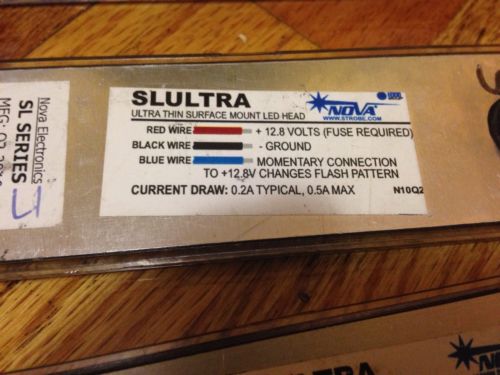 SLULTRA
ULTRA THIN SURFACE MOUNT LED HEAD
NOVA
WWW.STROBE.COM
RED WIRE + 12.8 VOLTS (FUSE REQUIRED)
BLACK WIRE - GROUND
BLUE WIRE MOMENTARY CONNECTION
TO +12.8V CHANGES FLASH PATTERN
CURRENT DRAW: 0.2A TYPICAL, 0.5A MAX
N10Q2
Nova Electronics
SL SERIES
MFG:
ULTRA
NOVA